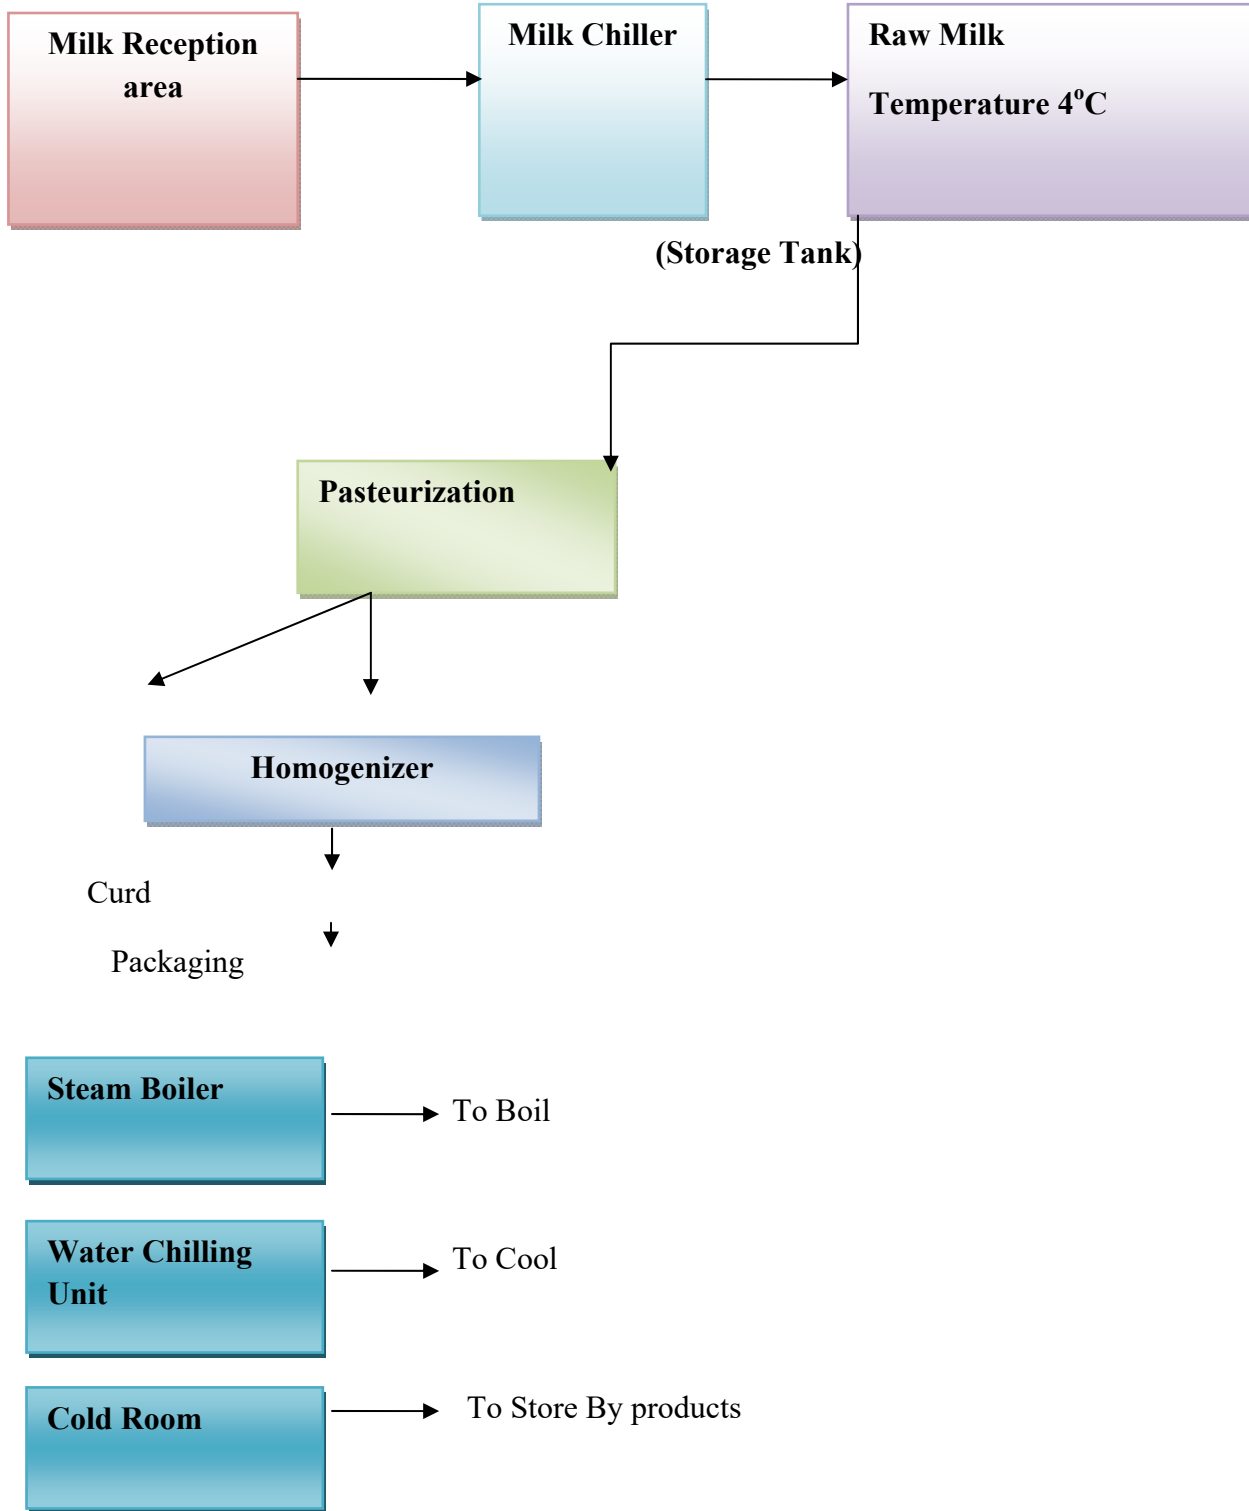 Milk Reception
area
Milk Chiller
Raw Milk
Temperature 4°C
(Storage Tank)
Pasteurization
Homogenizer
Curd
Packaging
Steam Boiler
To Boil
Water Chilling
Unit
To Cool
Cold Room
To Store By products